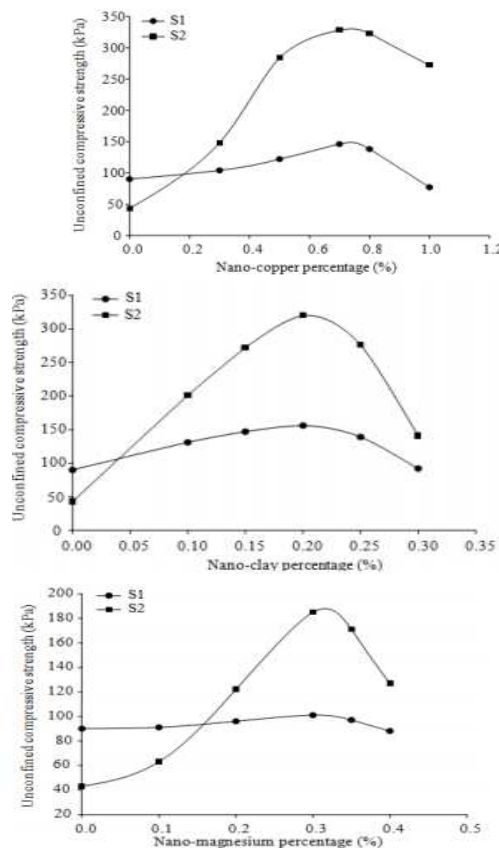 350
300
250
200
150
100
50
0
S1
S2
Unconfined compressive strength (kPa)
0.0 0.2 0.4 0.6 0.8 1.0 1.2
Nano-copper percentage (%)
350
300
250
200
150
100
50
0
S1
S2
Unconfined compressive strength (kPa)
0.00 0.05 0.10 0.15 0.20 0.25 0.30 0.35
Nano-clay percentage (%)
200
180
160
140
120
100
80
60
40
20
S1
S2
Unconfined compressive strength (kPa)
0.0 0.1 0.2 0.3 0.4 0.5
Nano-magnesium percentage (%)